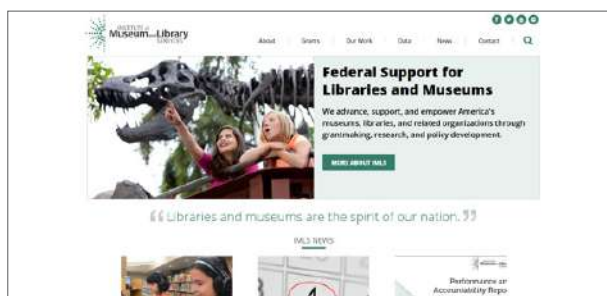 INSTITUTE of
Museum and Library
SERVICES
About
Grants
Our Work
Data
News
Contact
Federal Support for
Libraries and Museums
We advance, support, and empower America's
museums, libraries, and related organizations through
grantmaking, research, and policy development.
MORE ABOUT IMLS
“ Libraries and museums are the spirit of our nation. ”
IMLS NEWS
Performance an
Accountability Repo